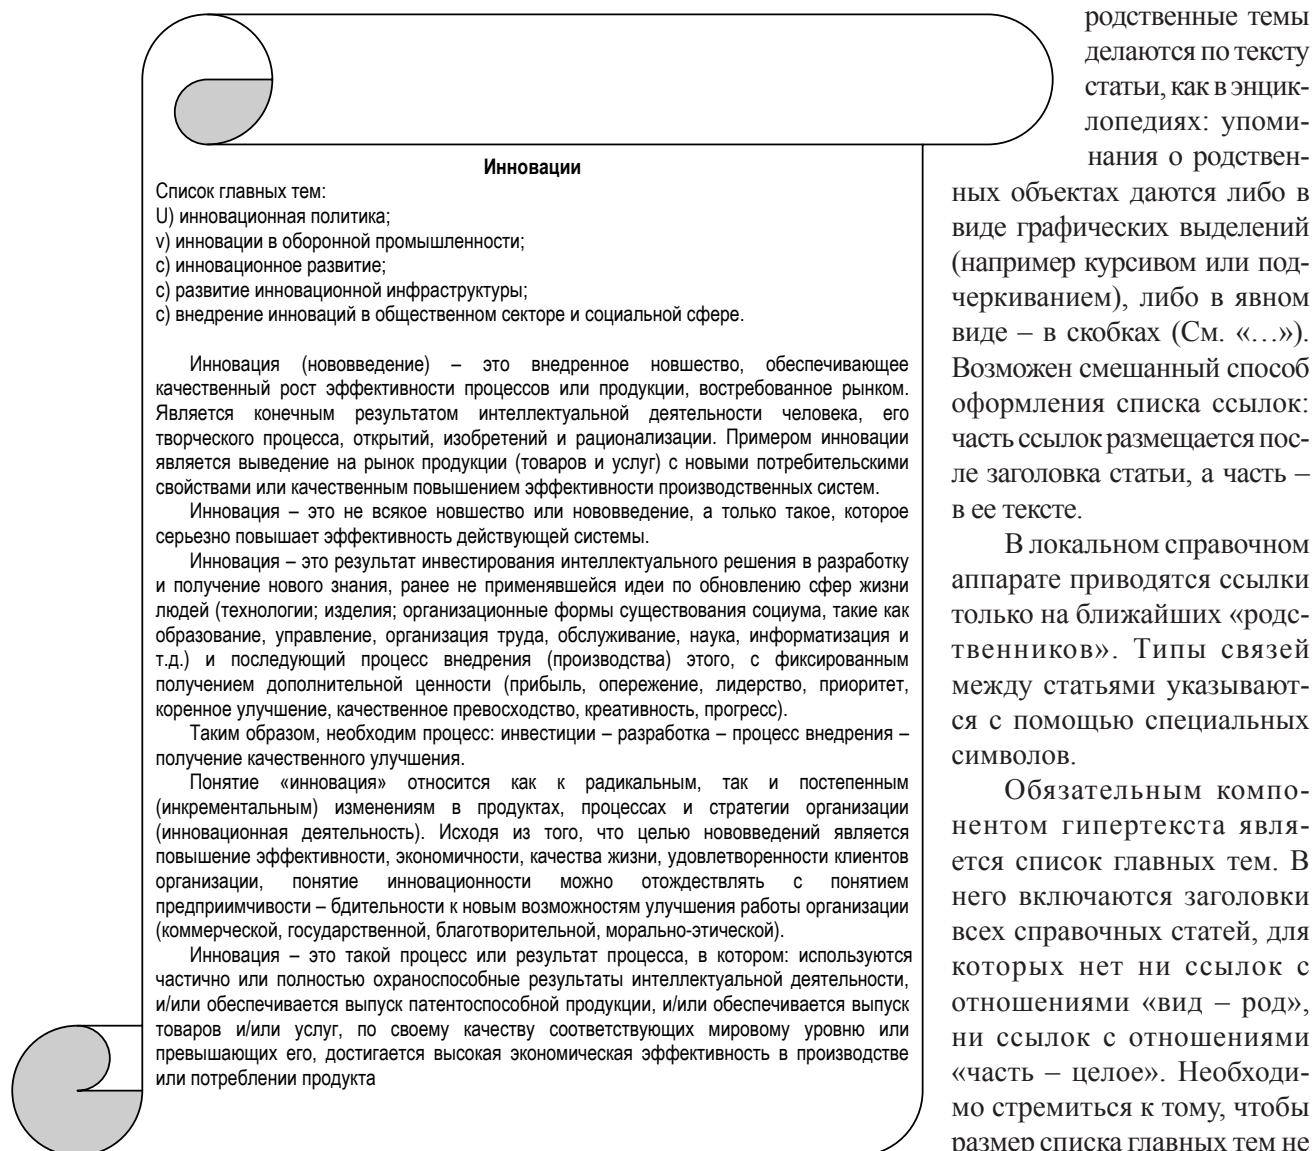 Инновации
Список главных тем:
U) инновационная политика;
v) инновации в оборонной промышленности;
c) инновационное развитие;
c) развитие инновационной инфраструктуры;
c) внедрение инноваций в общественном секторе и социальной сфере.
Инновация (нововведение) – это внедренное новшество, обеспечивающее
качественный рост эффективности процессов или продукции, востребованное рынком.
Является конечным результатом интеллектуальной деятельности человека, его
творческого процесса, открытий, изобретений и рационализации. Примером инновации
является выведение на рынок продукции (товаров и услуг) с новыми потребительскими
свойствами или качественным повышением эффективности производственных систем.
Инновация – это не всякое новшество или нововведение, а только такое, которое
серьезно повышает эффективность действующей системы.
Инновация – это результат инвестирования интеллектуального решения в разработку
и получение нового знания, ранее не применявшейся идеи по обновлению сфер жизни
людей (технологии; изделия; организационные формы существования социума, такие как
образование, управление, организация труда, обслуживание, наука, информатизация и
т.д.) и последующий процесс внедрения (производства) этого, с фиксированным
получением дополнительной ценности (прибыль, опережение, лидерство, приоритет,
коренное улучшение, качественное превосходство, креативность, прогресс).
Таким образом, необходим процесс: инвестиции – разработка – процесс внедрения –
получение качественного улучшения.
Понятие «инновация» относится как к радикальным, так и постепенным
(инкрементальным) изменениям в продуктах, процессах и стратегии организации
(инновационная деятельность). Исходя из того, что целью нововведений является
повышение эффективности, экономичности, качества жизни, удовлетворенности клиентов
организации, понятие инновационности можно отождествлять с понятием
предприимчивости – бдительности к новым возможностям улучшения работы организации
(коммерческой, государственной, благотворительной, морально-этической).
Инновация – это такой процесс или результат процесса, в котором: используются
частично или полностью охраноспособные результаты интеллектуальной деятельности,
и/или обеспечивается выпуск патентоспособной продукции, и/или обеспечивается выпуск
товаров и/или услуг, по своему качеству соответствующих мировому уровню или
превышающих его, достигается высокая экономическая эффективность в производстве
или потреблении продукта
родственные темы
делаются по тексту
статьи, как в энцик-
лопедиях: упоми-
нания о родствен-
ных объектах даются либо в
виде графических выделений
(например курсивом или под-
черкиванием), либо в явном
виде – в скобках (См. «…»).
Возможен смешанный способ
оформления списка ссылок:
часть ссылок размещается пос-
ле заголовка статьи, а часть –
в ее тексте.
В локальном справочном
аппарате приводятся ссылки
только на ближайших «родс-
твенников». Типы связей
между статьями указывают-
ся с помощью специальных
символов.
Обязательным компо-
нентом гипертекста явля-
ется список главных тем. В
него включаются заголовки
всех справочных статей, для
которых нет ни ссылок с
отношениями «вид – род»,
ни ссылок с отношениями
«часть – целое». Необходи-
мо стремиться к тому, чтобы
размер списка главных тем не